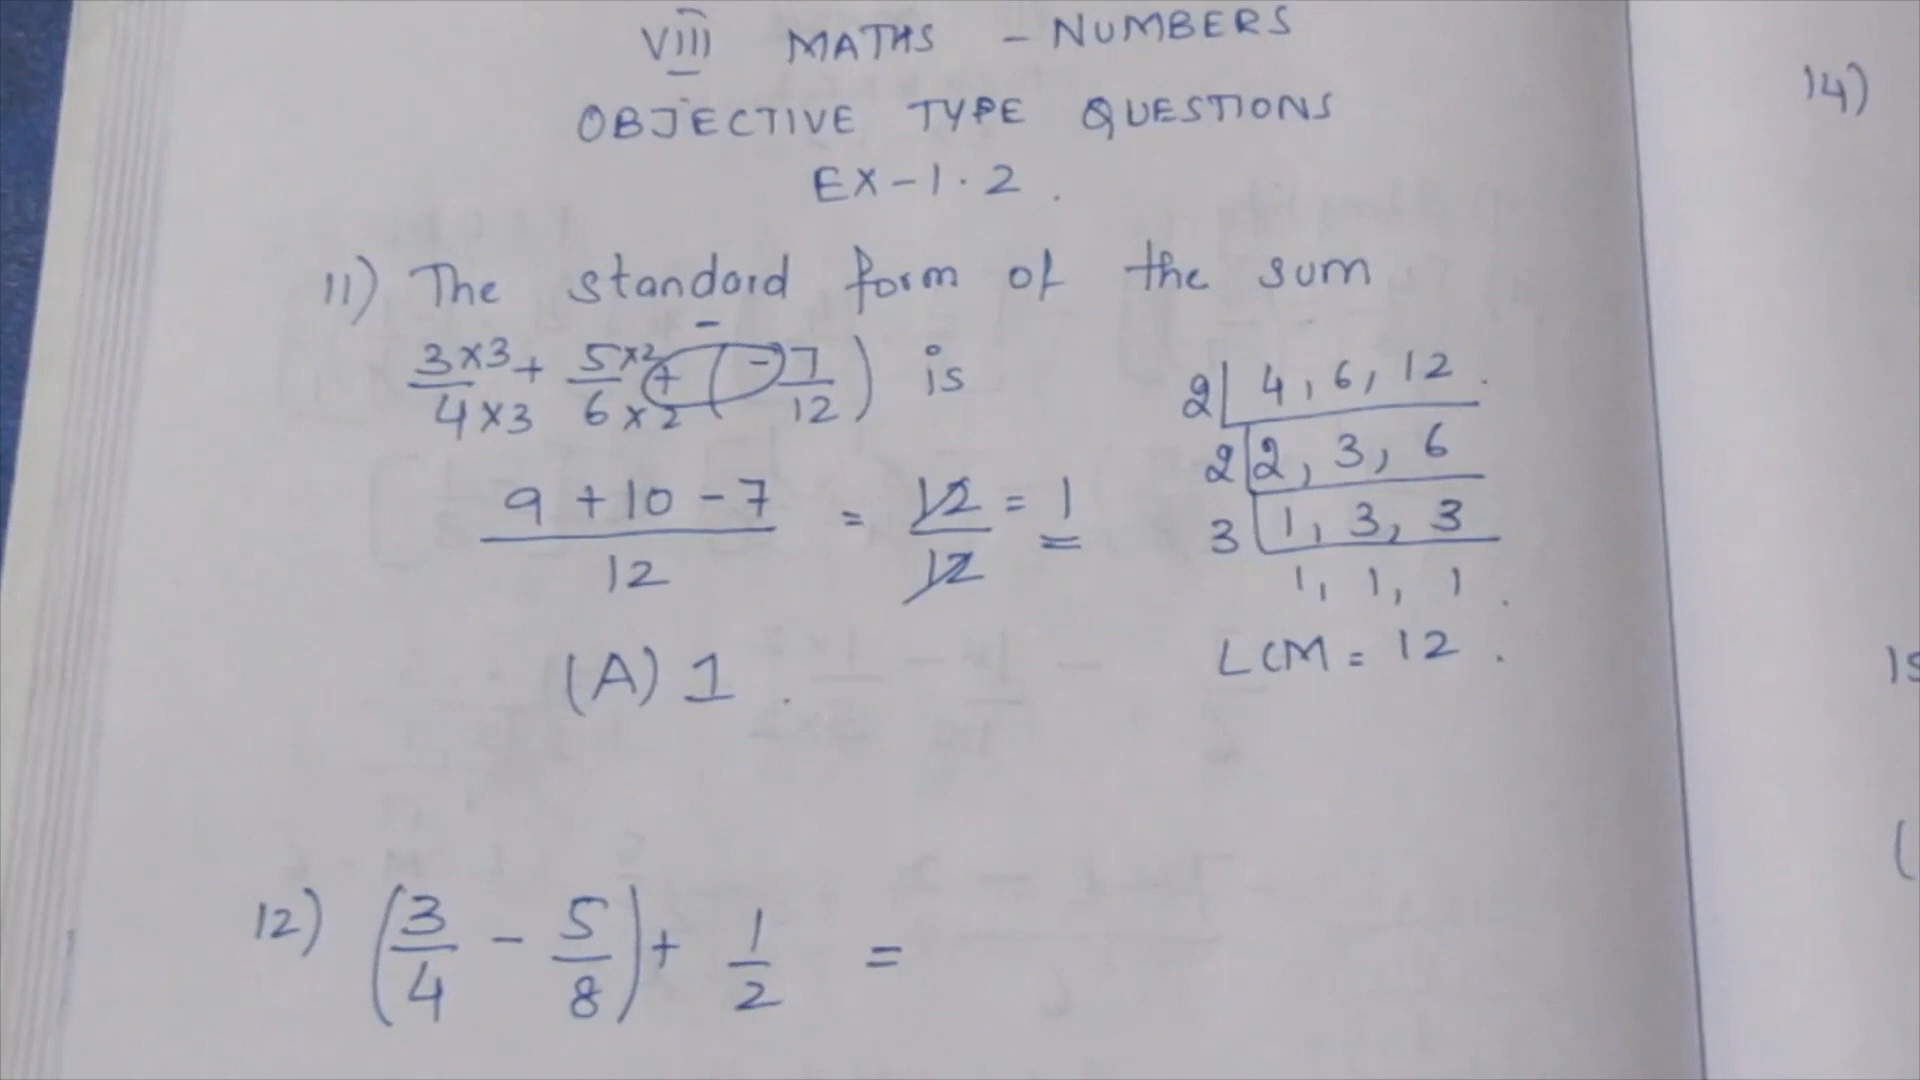 VIII MATHS - NUMBERS
OBJECTIVE TYPE QUESTIONS
EX-1.2.
11) The standard form of the sum
3×3/4×3 + 5×2/6×2 + (-7/12) is
-
9+10-7/12 = 12/12 = 1
(A) 1.
2| 4, 6, 12.
2| 2, 3, 6
3| 1, 3, 3
1, 1, 1.
LCM = 12.
12) (3/4 - 5/8) + 1/2 =
14)